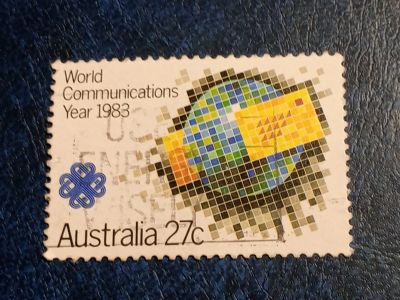 World
Communications
Year 1983
Australia 27c